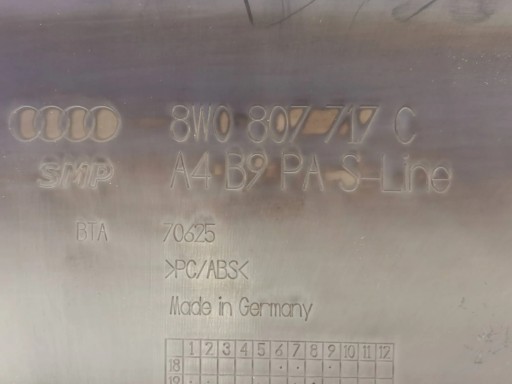 8W0 807 717 C
SMP A4 B9 PA S-Line
BTA 70625
>PC/ABS<
Made in Germany
1 2 3 4 5 6 7 8 9 10 11 12
18